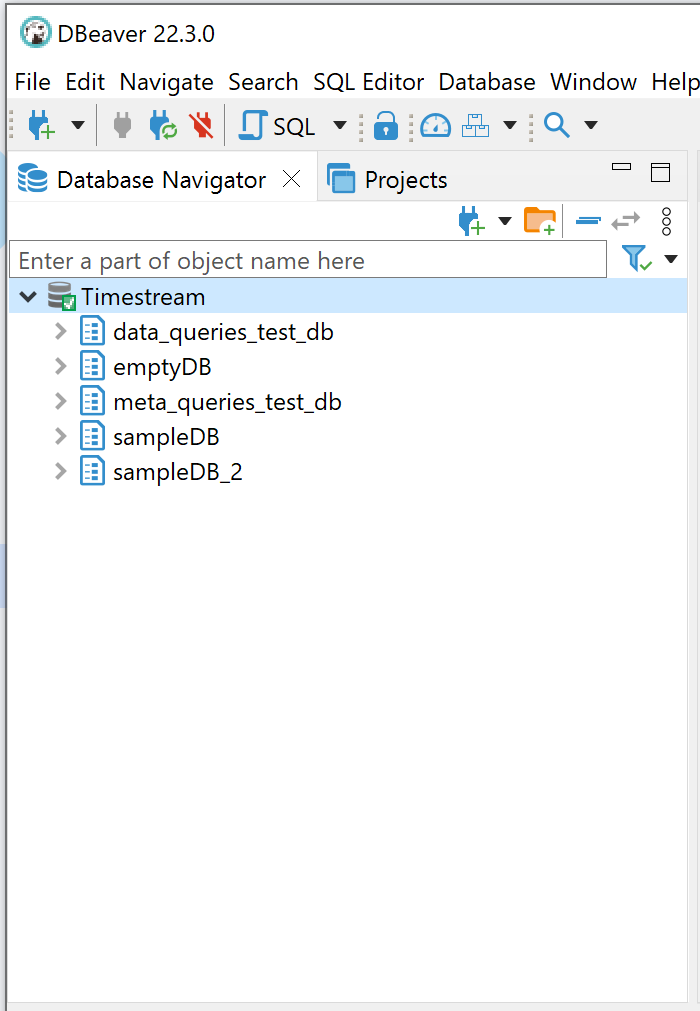 DBeaver 22.3.0
File Edit Navigate Search SQL Editor Database Window Help
SQL
Database Navigator Projects
Enter a part of object name here
Timestream
data_queries_test_db
emptyDB
meta_queries_test_db
sampleDB
sampleDB_2